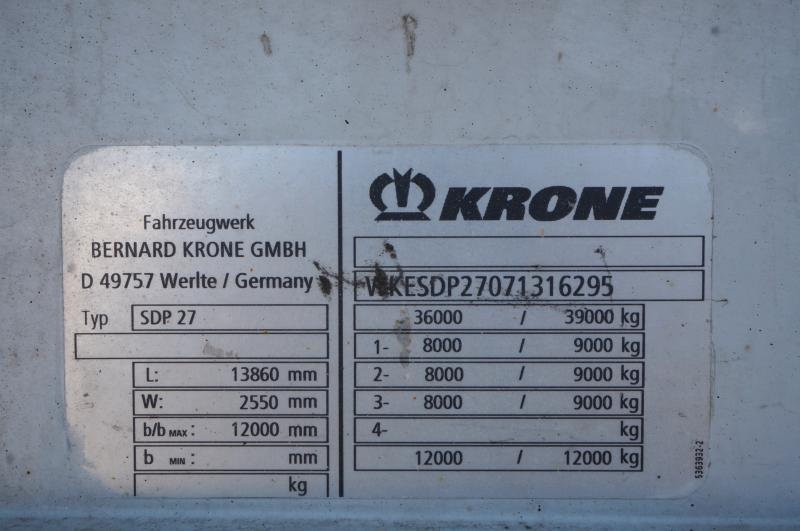 Fahrzeugwerk
BERNARD KRONE GMBH
D 49757 Werlte / Germany
Typ SDP 27
L: 13860 mm
W: 2550 mm
b/b MAX : 12000 mm
b MIN : mm
kg
KRONE
WKESDP27071316295
36000 / 39000 kg
1- 8000 / 9000 kg
2- 8000 / 9000 kg
3- 8000 / 9000 kg
4- kg
12000 / 12000 kg
5363932-2